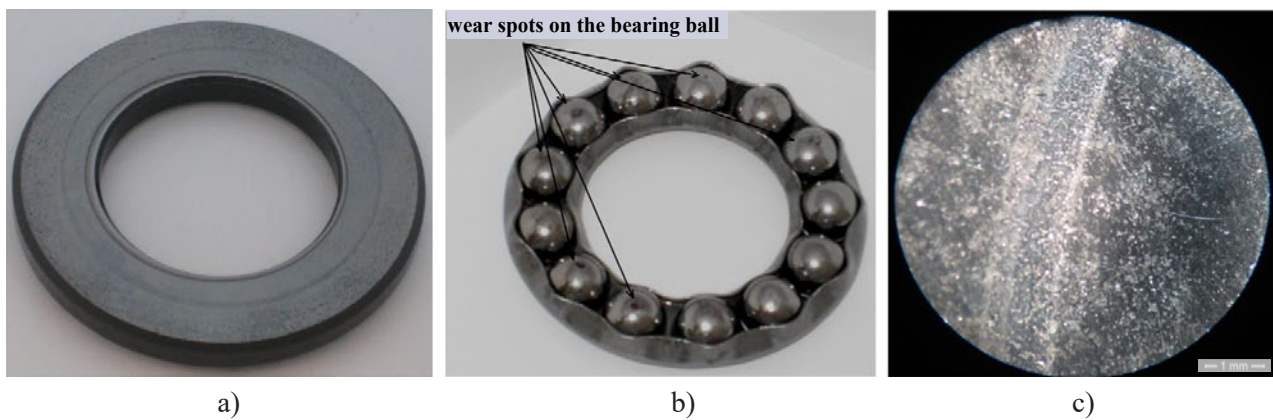 wear spots on the bearing ball
1 mm
a)
b)
c)